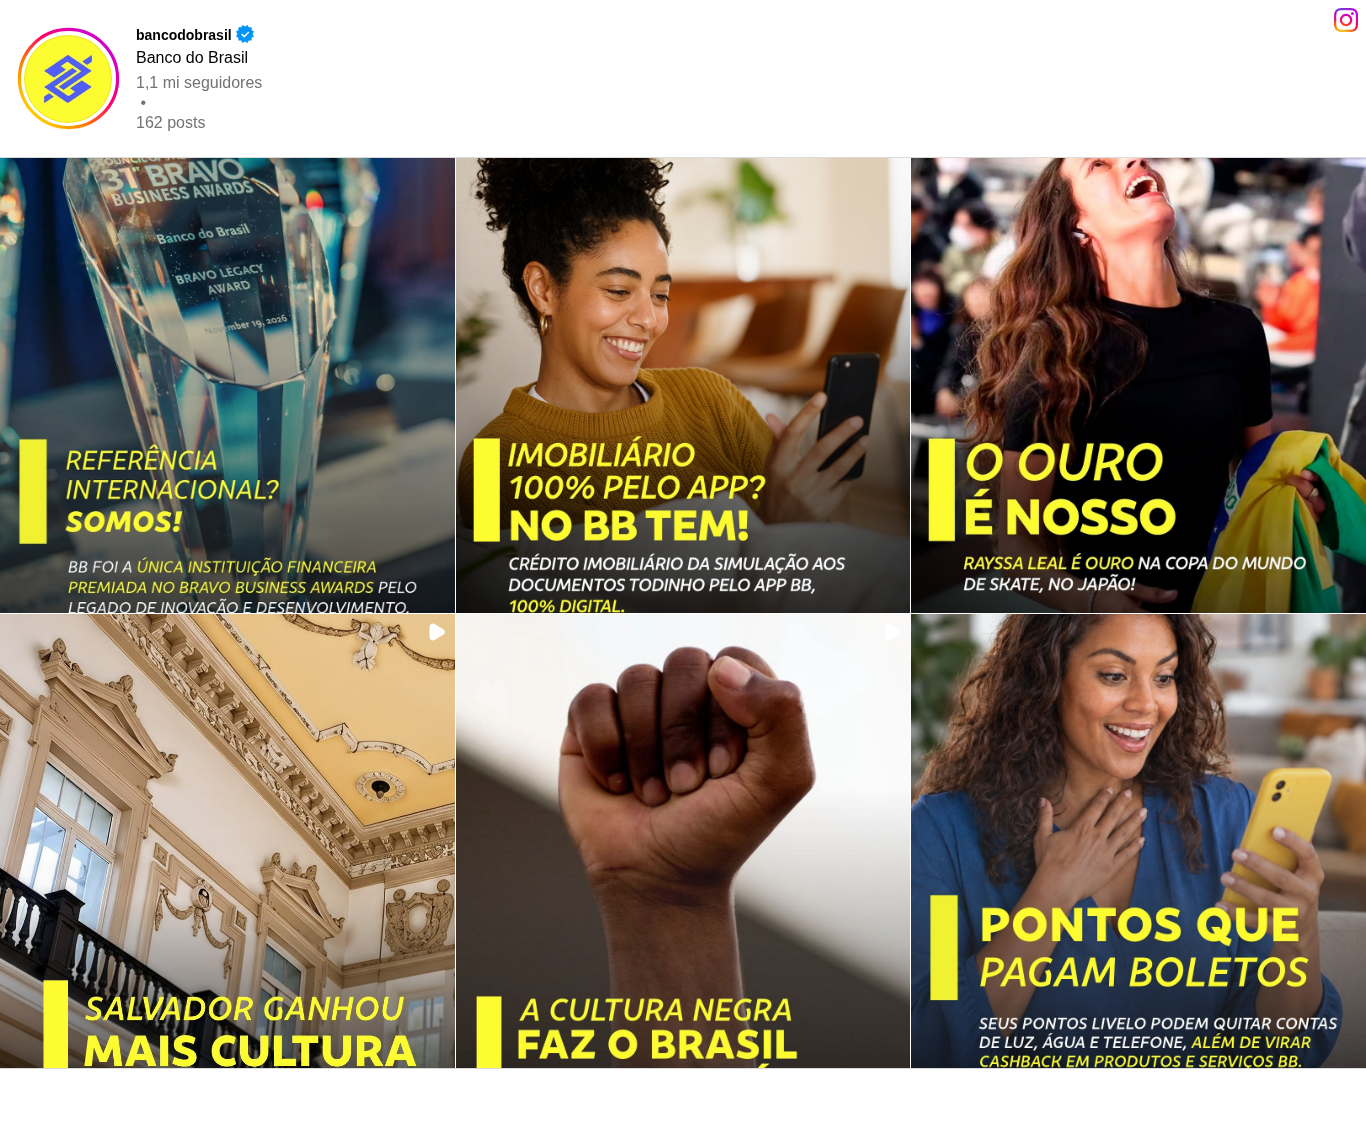 bancodobrasil
Banco do Brasil
1,1 mi seguidores
•
162 posts
31º BRAVO
BUSINESS AWARDS
Banco do Brasil
BRAVO LEGACY
AWARD
November 19, 2026
REFERÊNCIA
INTERNACIONAL?
SOMOS!
BB FOI A ÚNICA INSTITUIÇÃO FINANCEIRA
PREMIADA NO BRAVO BUSINESS AWARDS PELO
LEGADO DE INOVAÇÃO E DESENVOLVIMENTO.
IMOBILIÁRIO
100% PELO APP?
NO BB TEM!
CRÉDITO IMOBILIÁRIO DA SIMULAÇÃO AOS
DOCUMENTOS TODINHO PELO APP BB,
100% DIGITAL.
O OURO
É NOSSO
RAYSSA LEAL É OURO NA COPA DO MUNDO
DE SKATE, NO JAPÃO!
SALVADOR GANHOU
MAIS CULTURA
A CULTURA NEGRA
FAZ O BRASIL
PONTOS QUE
PAGAM BOLETOS
SEUS PONTOS LIVELO PODEM QUITAR CONTAS
DE LUZ, ÁGUA E TELEFONE, ALÉM DE VIRAR
CASHBACK EM PRODUTOS E SERVIÇOS BB.